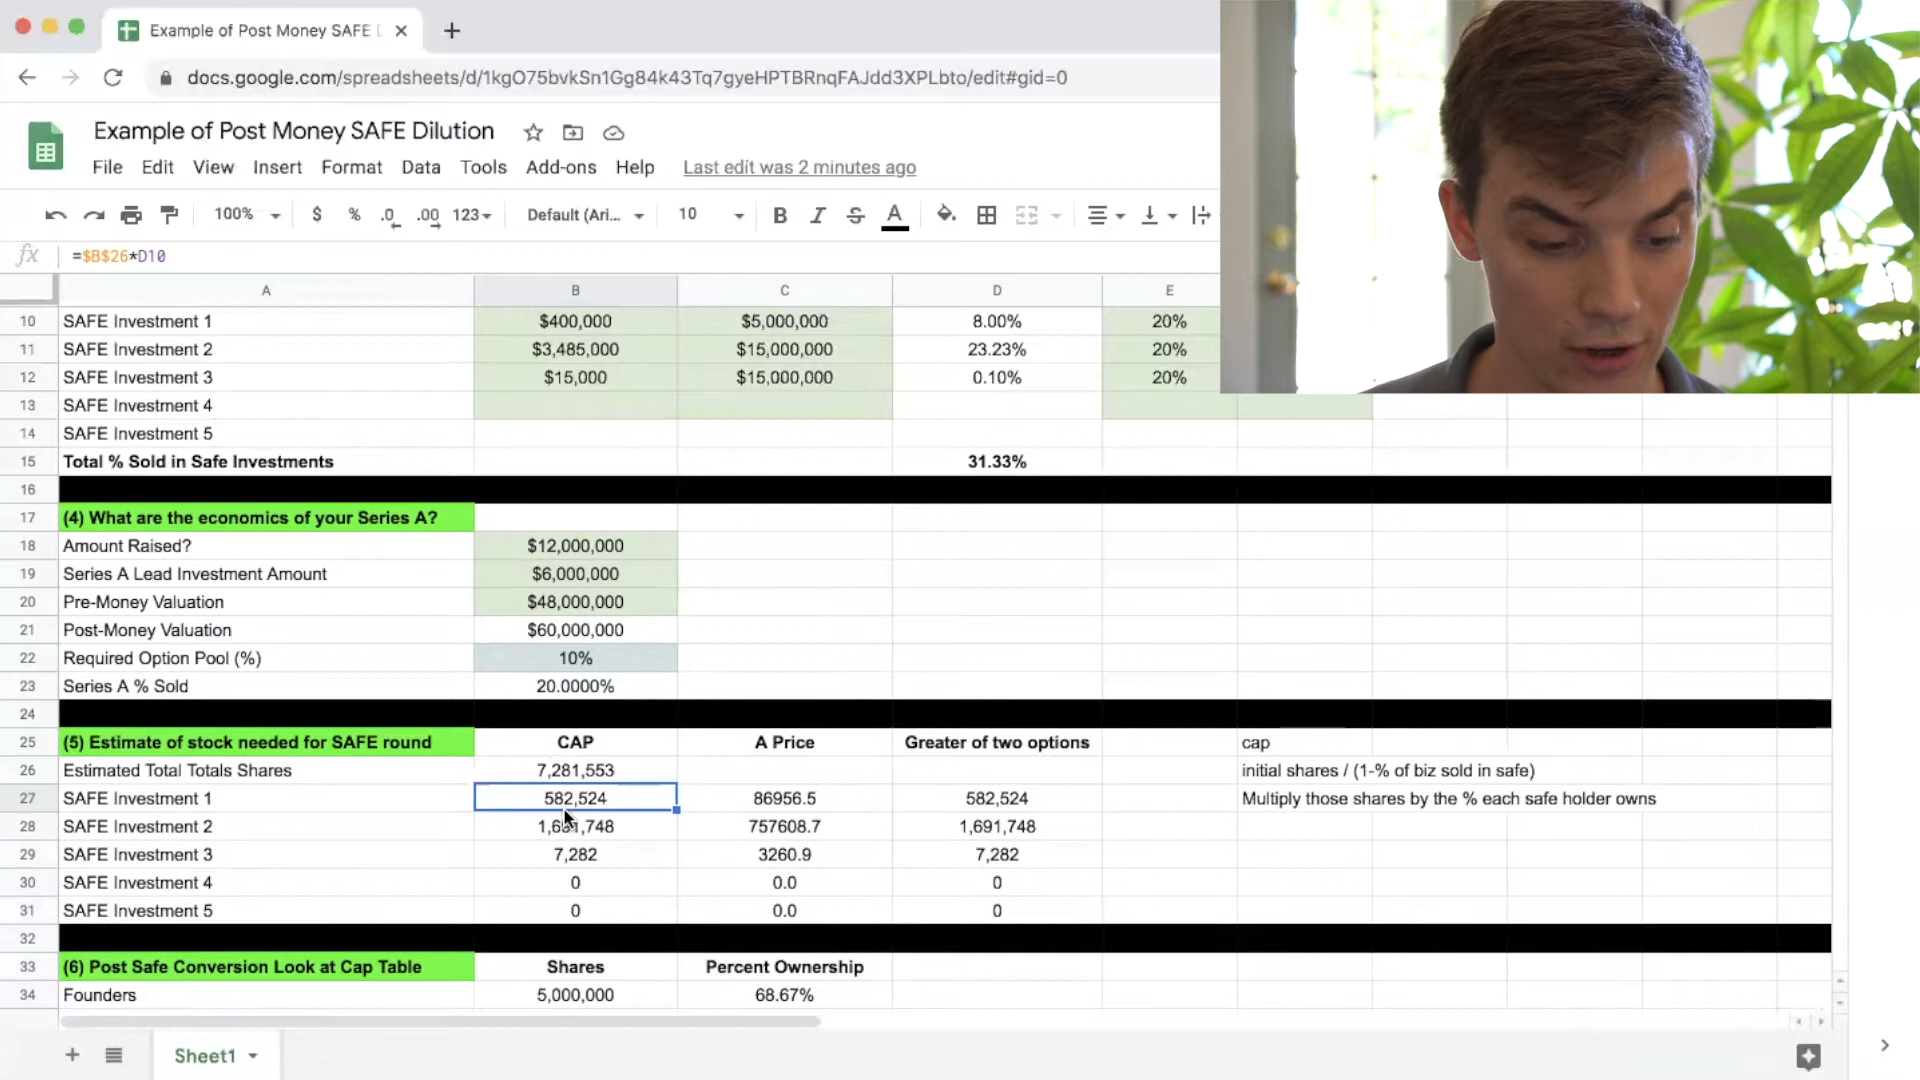 Example of Post Money SAFE D
docs.google.com/spreadsheets/d/1kgO75bvkSn1Gg84k43Tq7gyeHPTBRnqFAJdd3XPLbto/edit#gid=0
Example of Post Money SAFE Dilution
File Edit View Insert Format Data Tools Add-ons Help Last edit was 2 minutes ago
100% $ % .0 .00 123 Default (Ari... 10 B I S A
fx =$B$26*D10
A B C D E
10 SAFE Investment 1 $400,000 $5,000,000 8.00% 20%
11 SAFE Investment 2 $3,485,000 $15,000,000 23.23% 20%
12 SAFE Investment 3 $15,000 $15,000,000 0.10% 20%
13 SAFE Investment 4
14 SAFE Investment 5
15 Total % Sold in Safe Investments 31.33%
16
17 (4) What are the economics of your Series A?
18 Amount Raised? $12,000,000
19 Series A Lead Investment Amount $6,000,000
20 Pre-Money Valuation $48,000,000
21 Post-Money Valuation $60,000,000
22 Required Option Pool (%) 10%
23 Series A % Sold 20.0000%
24
25 (5) Estimate of stock needed for SAFE round CAP A Price Greater of two options cap
26 Estimated Total Totals Shares 7,281,553 initial shares / (1-% of biz sold in safe)
27 SAFE Investment 1 582,524 86956.5 582,524 Multiply those shares by the % each safe holder owns
28 SAFE Investment 2 1,691,748 757608.7 1,691,748
29 SAFE Investment 3 7,282 3260.9 7,282
30 SAFE Investment 4 0 0.0 0
31 SAFE Investment 5 0 0.0 0
32
33 (6) Post Safe Conversion Look at Cap Table Shares Percent Ownership
34 Founders 5,000,000 68.67%
Sheet1